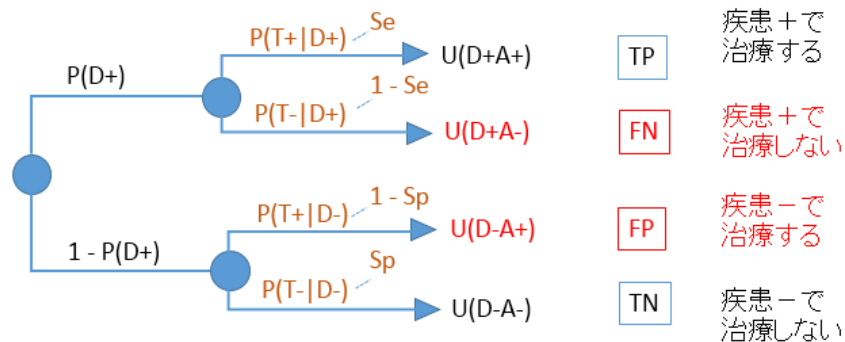 P(D+)
P(T+|D+)
Se
U(D+A+)
TP
疾患＋で
治療する
P(T-|D+)
1 - Se
U(D+A-)
FN
疾患＋で
治療しない
1 - P(D+)
P(T+|D-)
1 - Sp
U(D-A+)
FP
疾患－で
治療する
P(T-|D-)
Sp
U(D-A-)
TN
疾患－で
治療しない